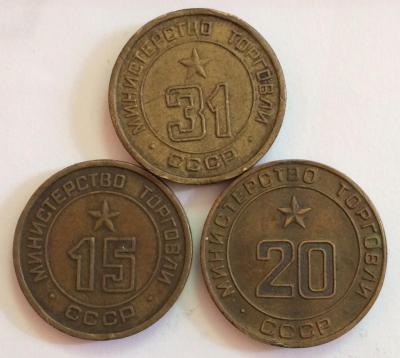 МИНИСТЕРСТВО ТОРГОВЛИ
31
· СССР ·
МИНИСТЕРСТВО ТОРГОВЛИ
15
· СССР ·
МИНИСТЕРСТВО ТОРГОВЛИ
20
· СССР ·